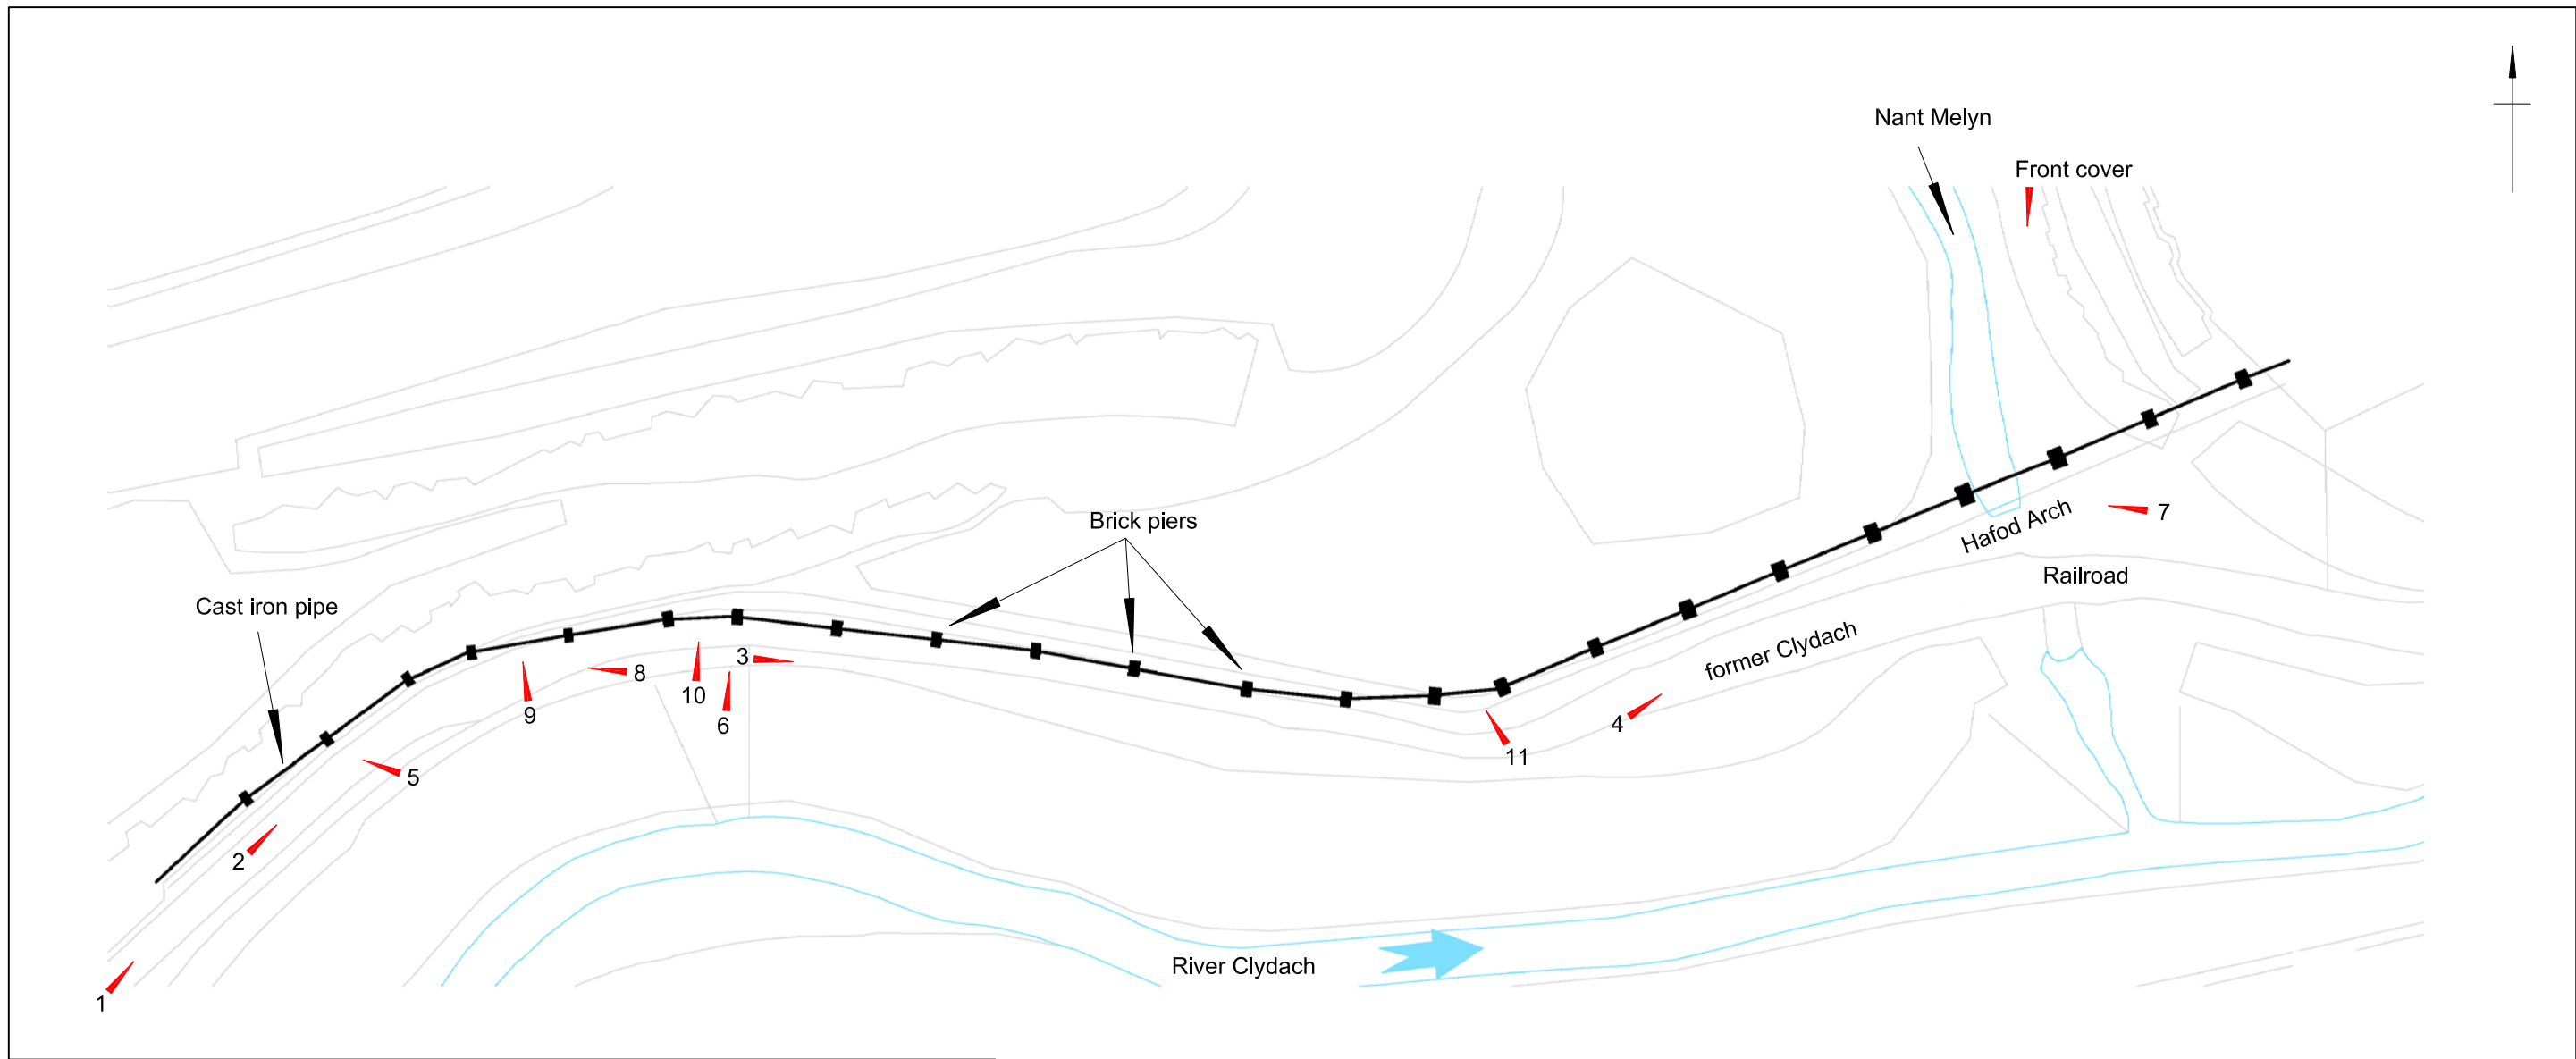 Nant Melyn
Front cover
Brick piers
7
Hafod Arch
Railroad
Cast iron pipe
former Clydach
3
8
10
9
6
4
11
5
2
River Clydach
1